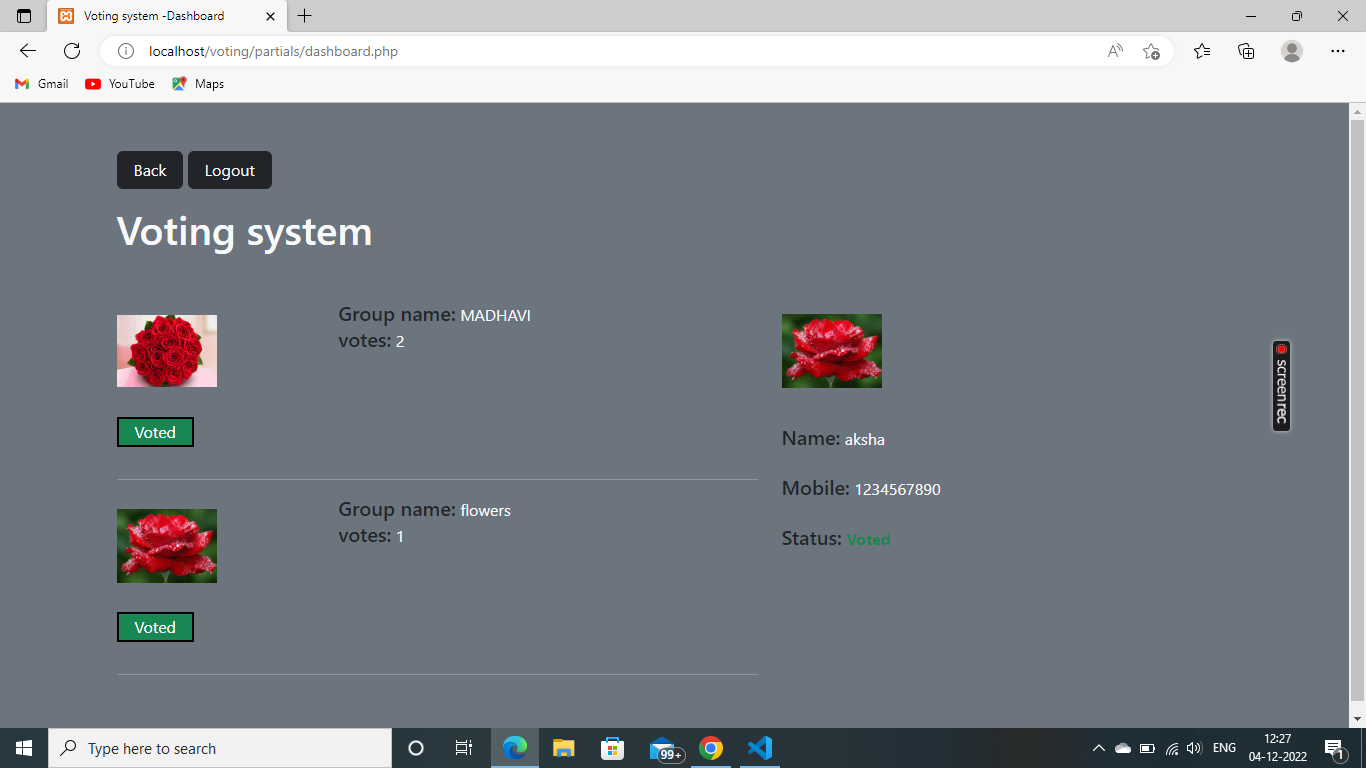 Voting system -Dashboard
localhost/voting/partials/dashboard.php
Gmail YouTube Maps
Back Logout
Voting system
Group name: MADHAVI
votes: 2
Voted
Group name: flowers
votes: 1
Voted
Name: aksha
Mobile: 1234567890
Status: Voted
screenrec
Type here to search
99+
ENG
12:27
04-12-2022
1